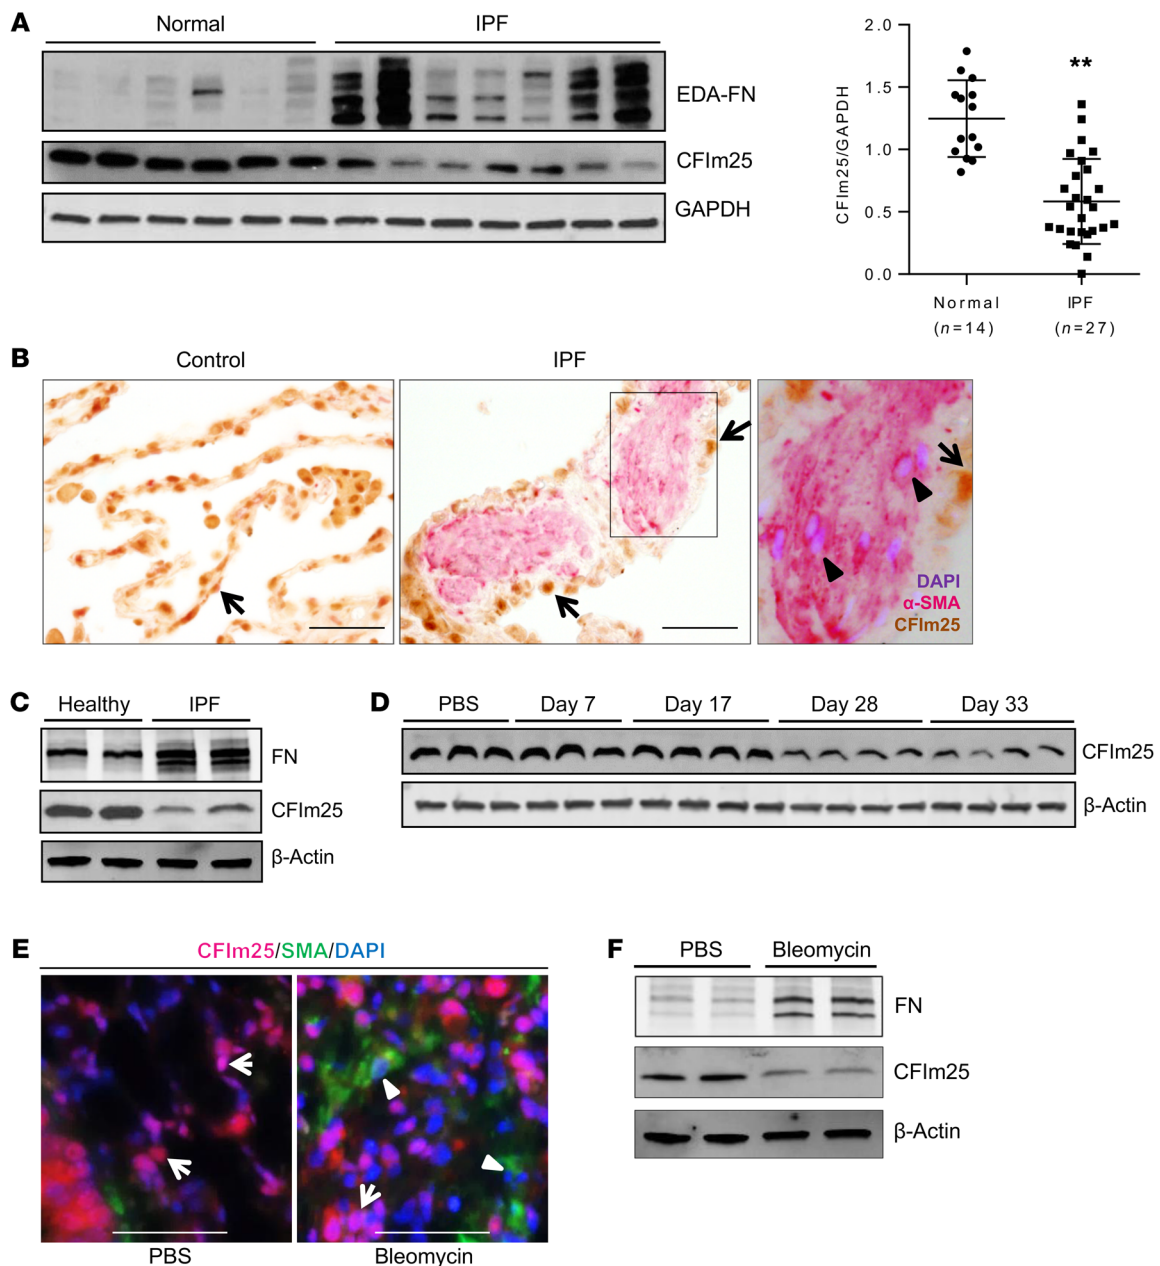 A
Normal
IPF
EDA-FN
CFIm25
GAPDH
CFIm25/GAPDH
2.0
1.5
1.0
0.5
0.0
**
Normal
IPF
(n=14)
(n=27)
B
Control
IPF
DAPI
α-SMA
CFIm25
C
Healthy
IPF
FN
CFIm25
β-Actin
D
PBS
Day 7
Day 17
Day 28
Day 33
CFIm25
β-Actin
E
CFIm25/SMA/DAPI
PBS
Bleomycin
F
PBS
Bleomycin
FN
CFIm25
β-Actin